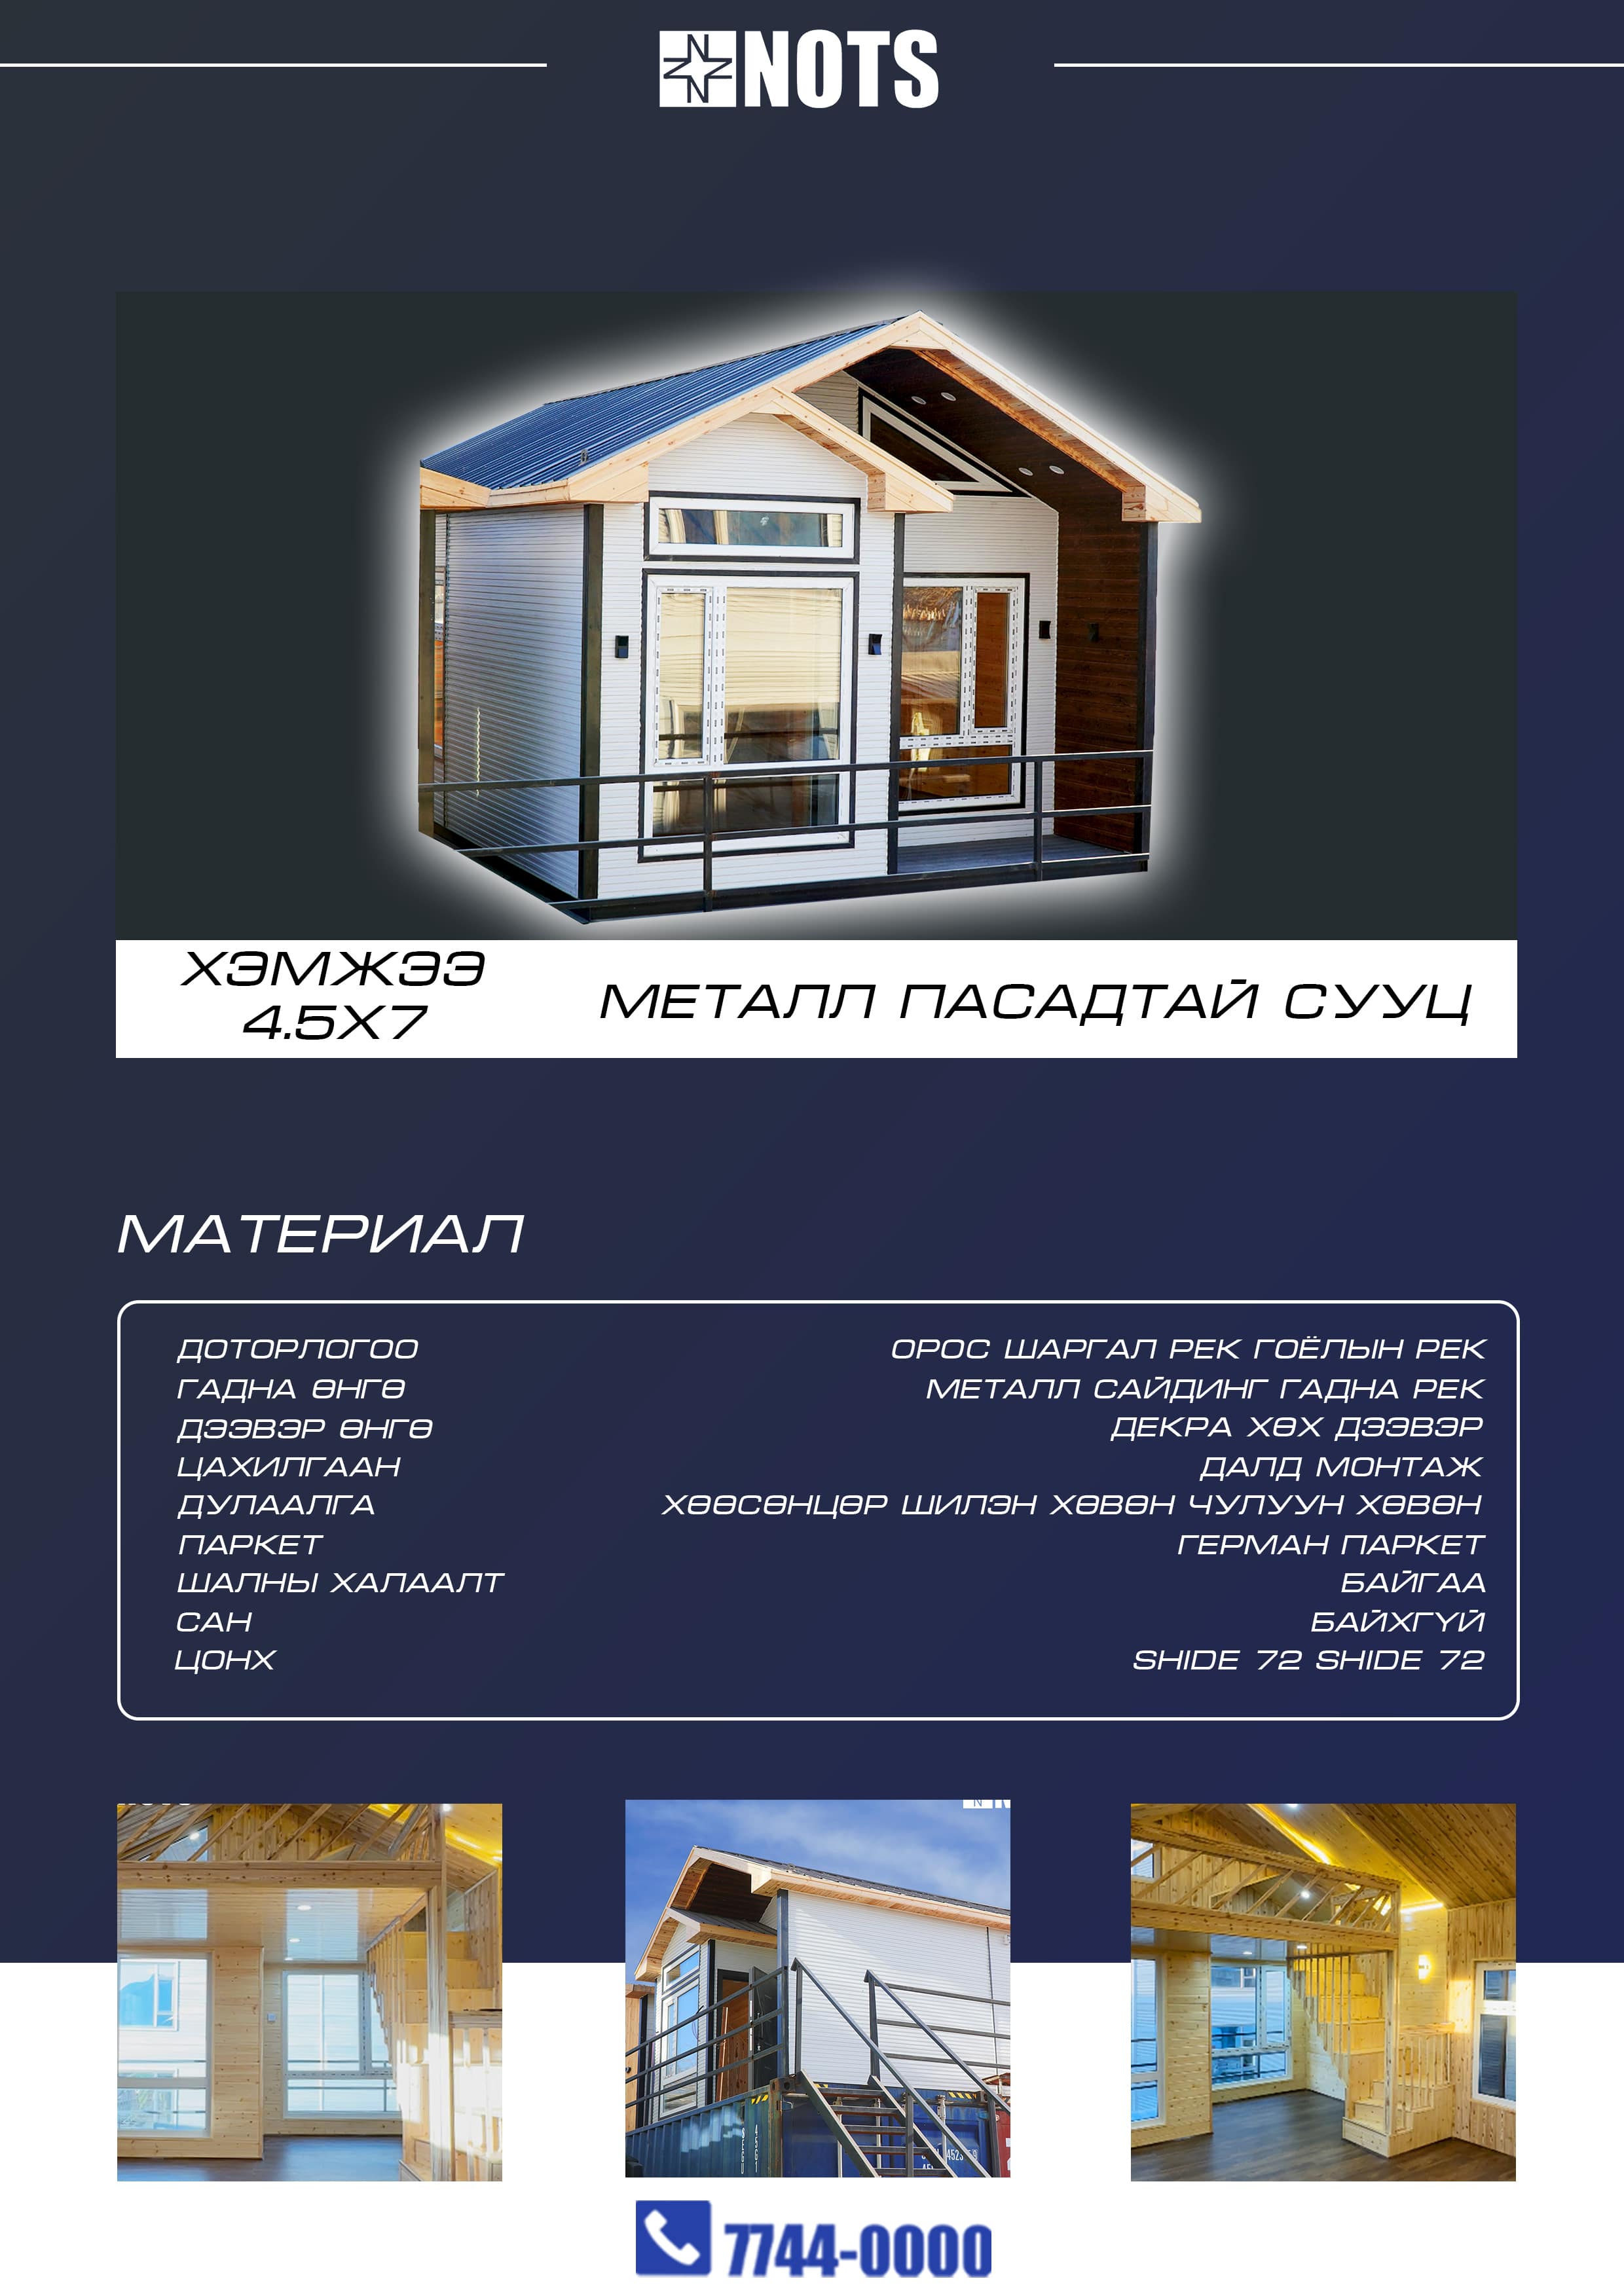 NOTS
ХЭМЖЭЭ
4.5X7
МЕТАЛЛ ПАСАДТАЙ СУУЦ
МАТЕРИАЛ
ДОТОРЛОГОО ОРОС ШАРГАЛ РЕК ГОЁЛЫН РЕК
ГАДНА ӨНГӨ МЕТАЛЛ САЙДИНГ ГАДНА РЕК
ДЭЭВЭР ӨНГӨ ДЕКРА ХӨХ ДЭЭВЭР
ЦАХИЛГААН ДАЛД МОНТАЖ
ДУЛААЛГА ХӨӨСӨНЦӨР ШИЛЭН ХӨВӨН ЧУЛУУН ХӨВӨН
ПАРКЕТ ГЕРМАН ПАРКЕТ
ШАЛНЫ ХАЛААЛТ БАЙГАА
САН БАЙХГҮЙ
ЦОНХ SHIDE 72 SHIDE 72
7744-0000